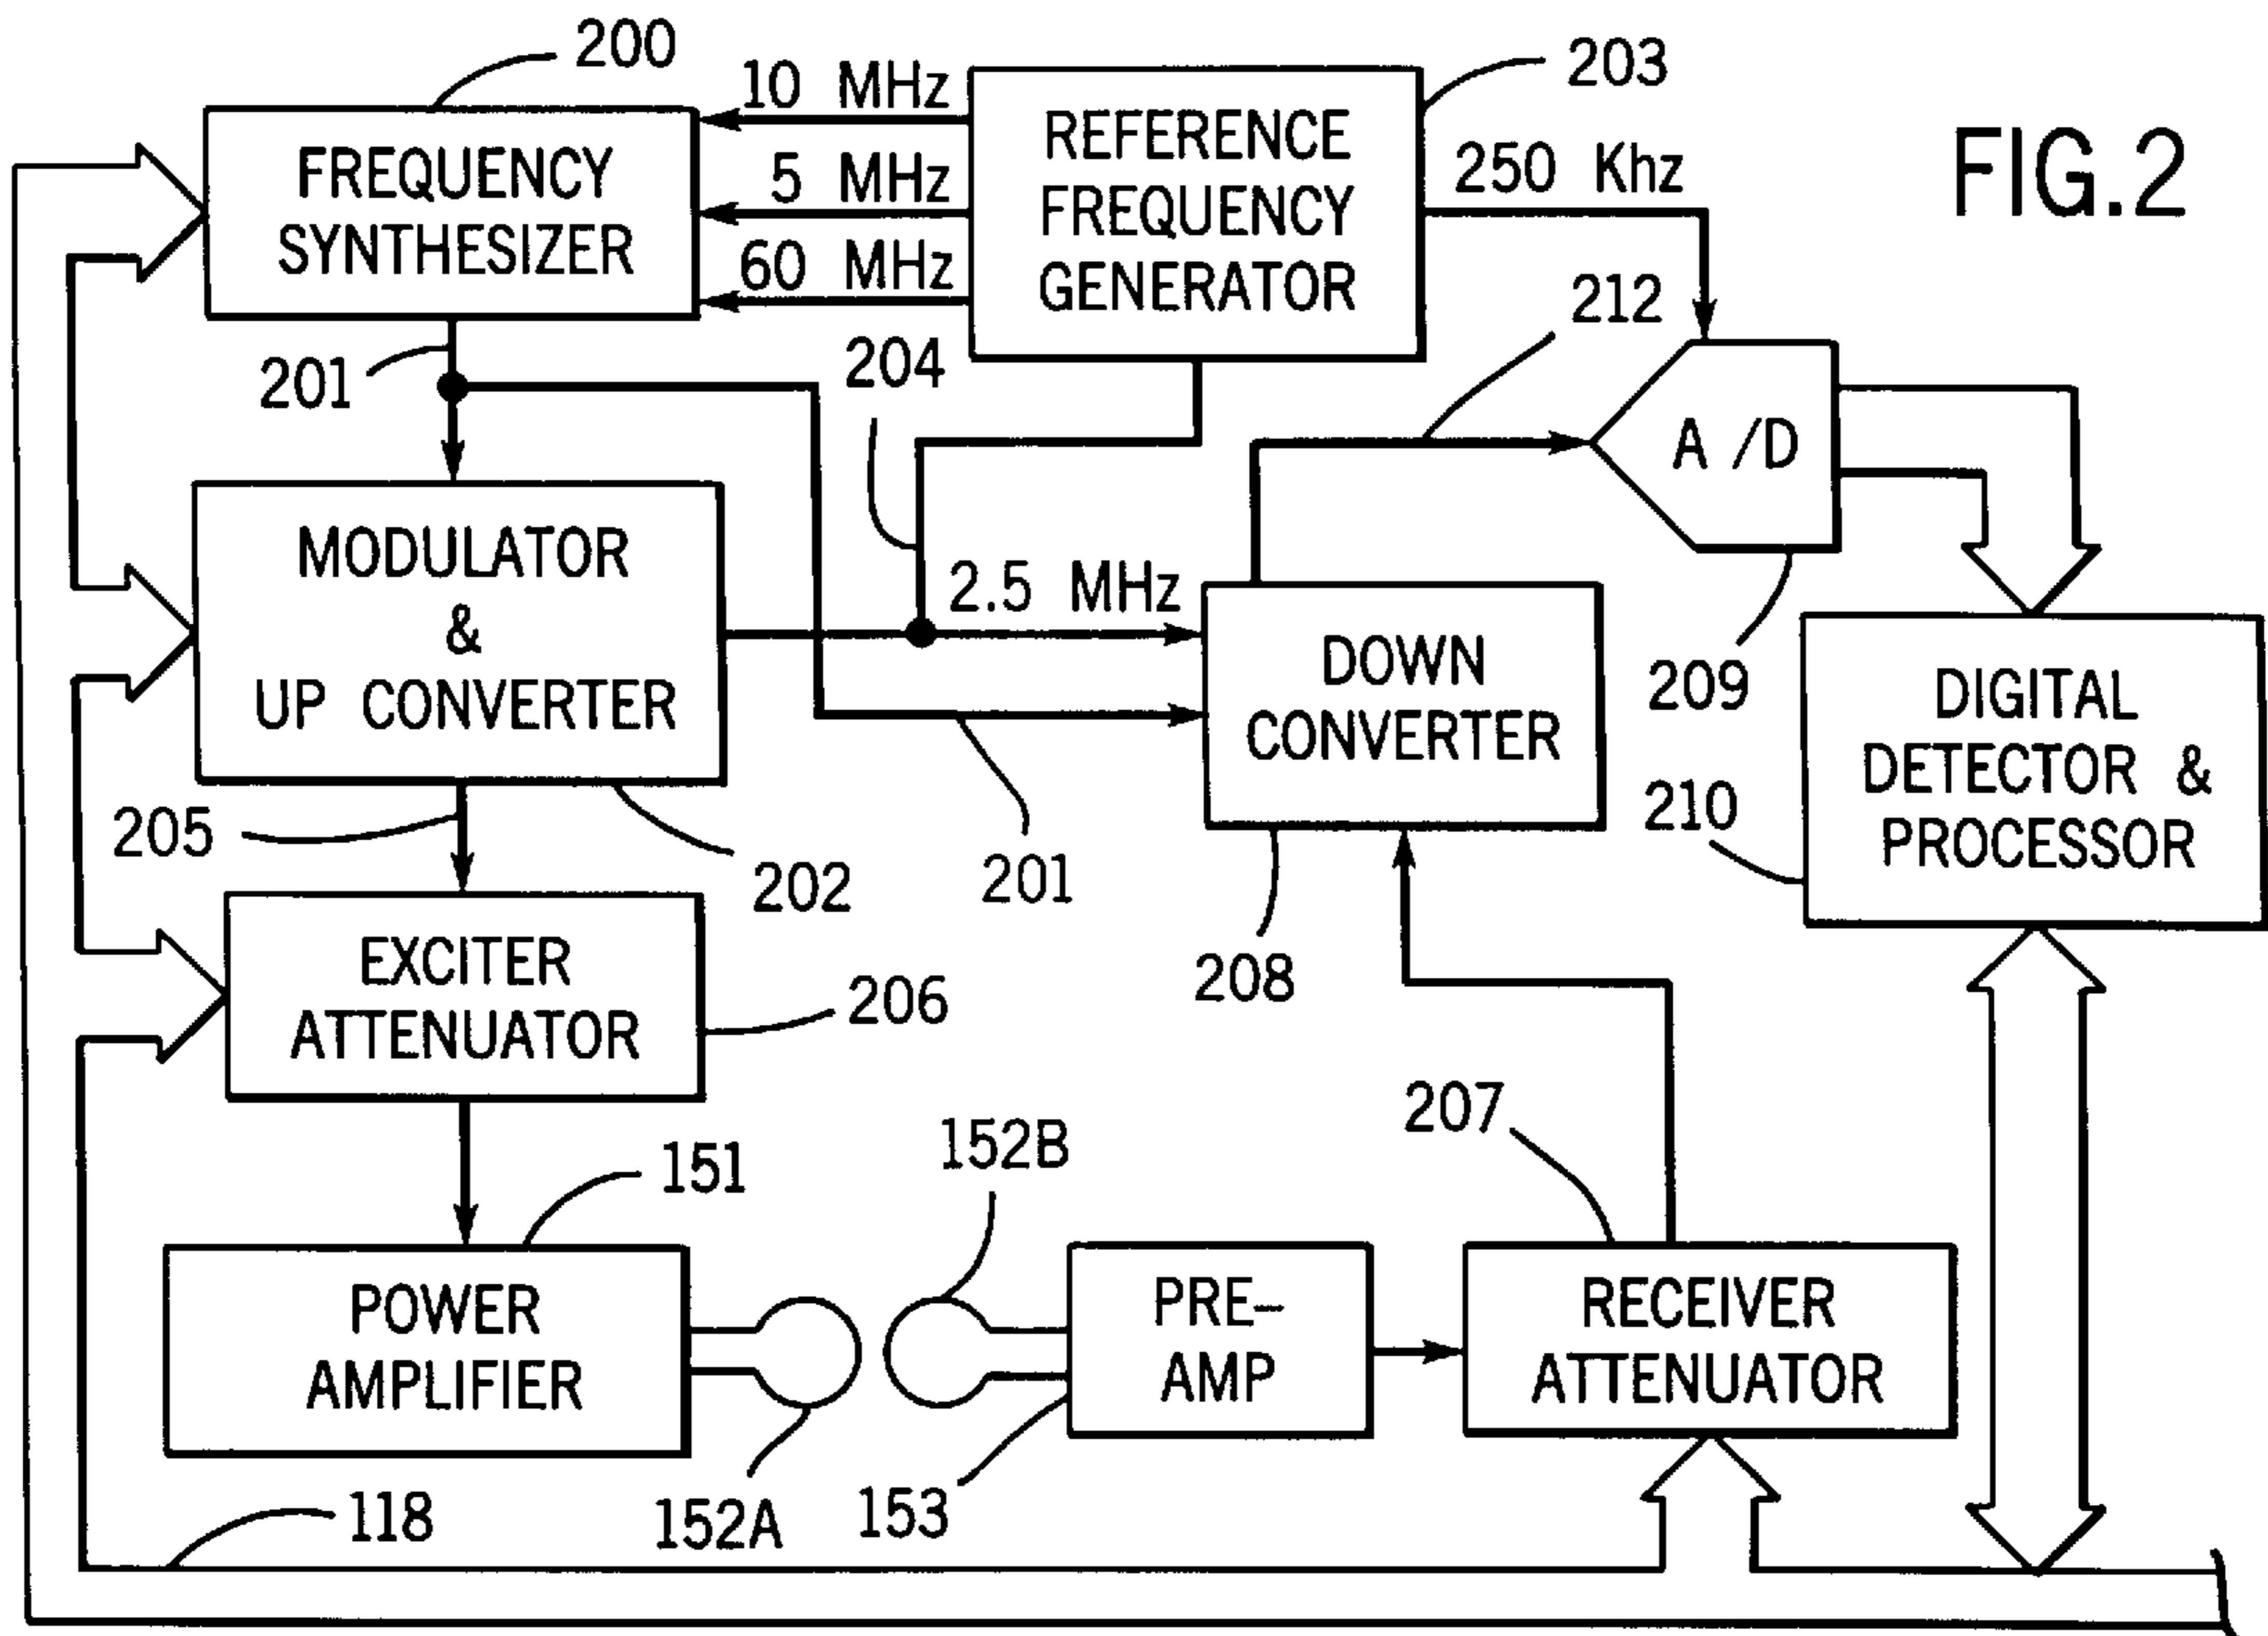 FIG.2
200
10 MHz
5 MHz
60 MHz
203
FREQUENCY
SYNTHESIZER
REFERENCE
FREQUENCY
GENERATOR
250 Khz
201
204
212
A/D
209
MODULATOR
&
UP CONVERTER
2.5 MHz
DOWN
CONVERTER
DIGITAL
DETECTOR &
PROCESSOR
210
205
202
201
208
EXCITER
ATTENUATOR
206
151
152B
207
POWER
AMPLIFIER
PRE-
AMP
RECEIVER
ATTENUATOR
118
152A
153